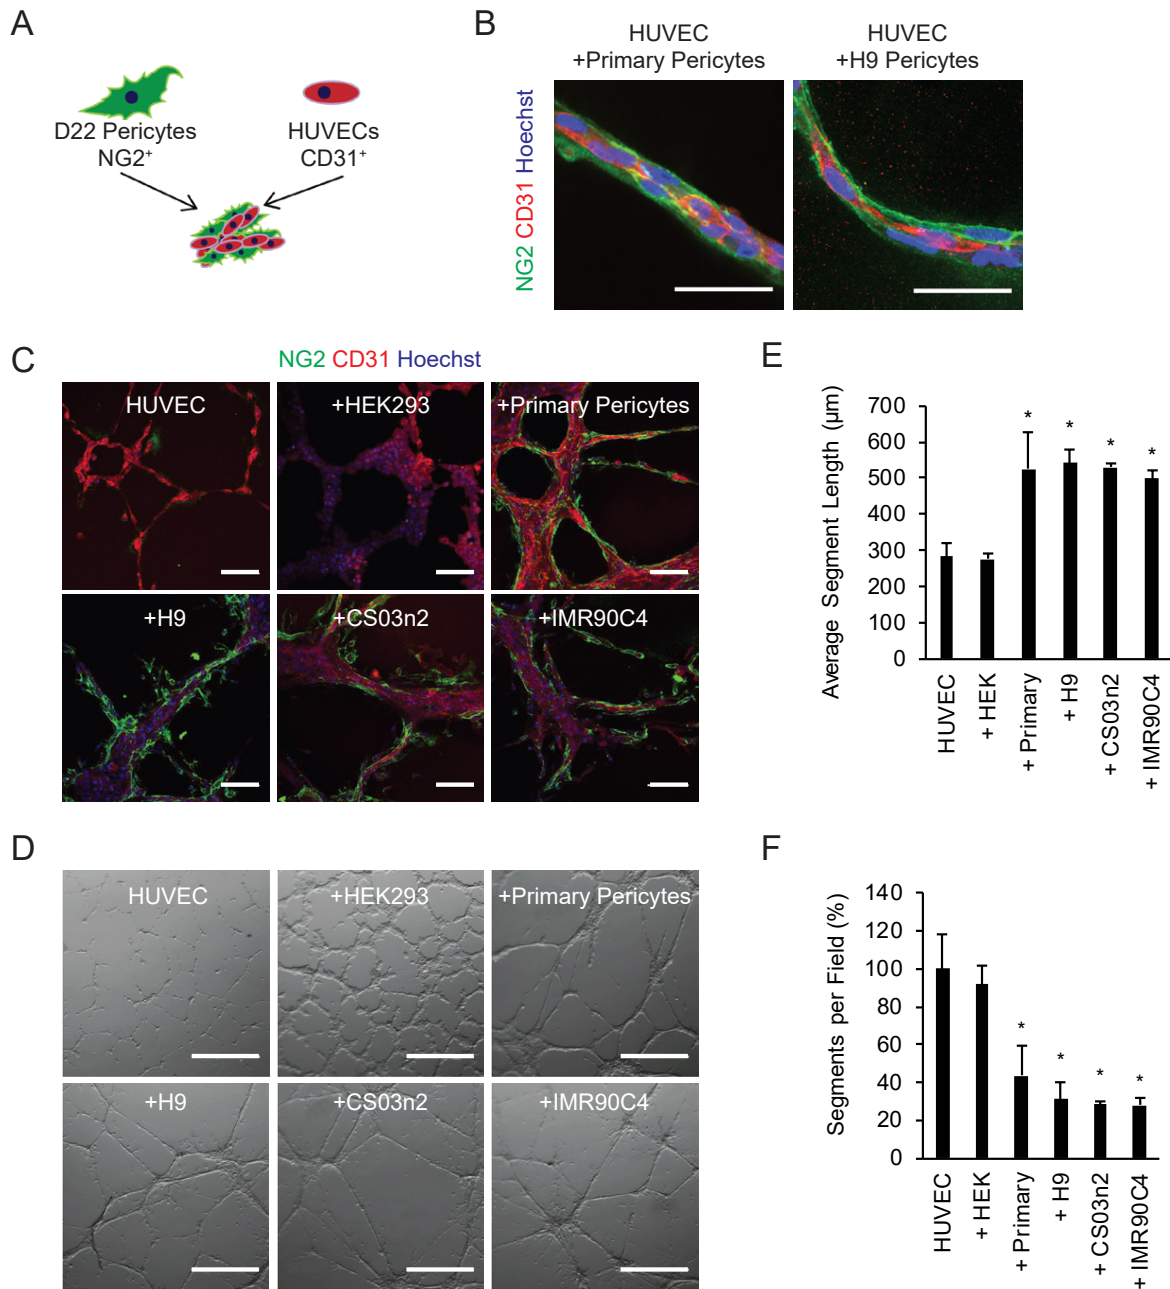 A
D22 Pericytes
NG2⁺
HUVECs
CD31⁺
B
HUVEC
+Primary Pericytes
HUVEC
+H9 Pericytes
NG2 CD31 Hoechst
C
NG2 CD31 Hoechst
HUVEC
+HEK293
+Primary Pericytes
+H9
+CS03n2
+IMR90C4
D
HUVEC
+HEK293
+Primary Pericytes
+H9
+CS03n2
+IMR90C4
E
Average Segment Length (µm)
700
600
500
400
300
200
100
0
*
*
*
*
HUVEC
+ HEK
+ Primary
+ H9
+ CS03n2
+ IMR90C4
F
Segments per Field (%)
140
120
100
80
60
40
20
0
*
*
*
*
HUVEC
+ HEK
+ Primary
+ H9
+ CS03n2
+ IMR90C4